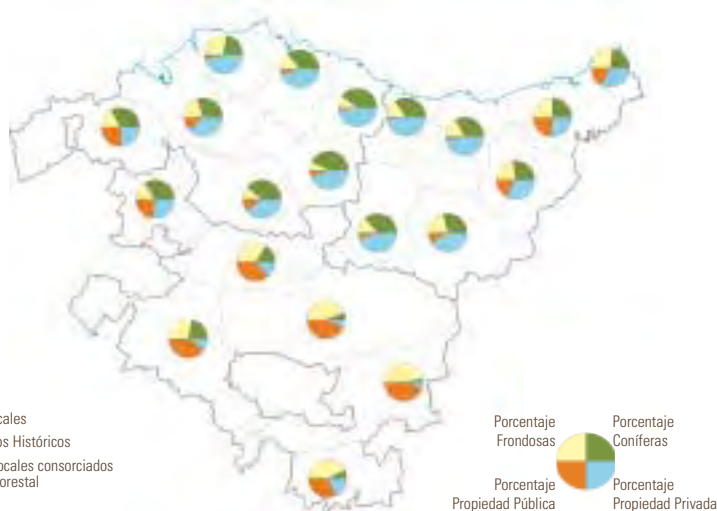 cales
os Históricos
ocales consorciados
orestal
Porcentaje
Frondosas
Porcentaje
Coníferas
Porcentaje
Propiedad Pública
Porcentaje
Propiedad Privada